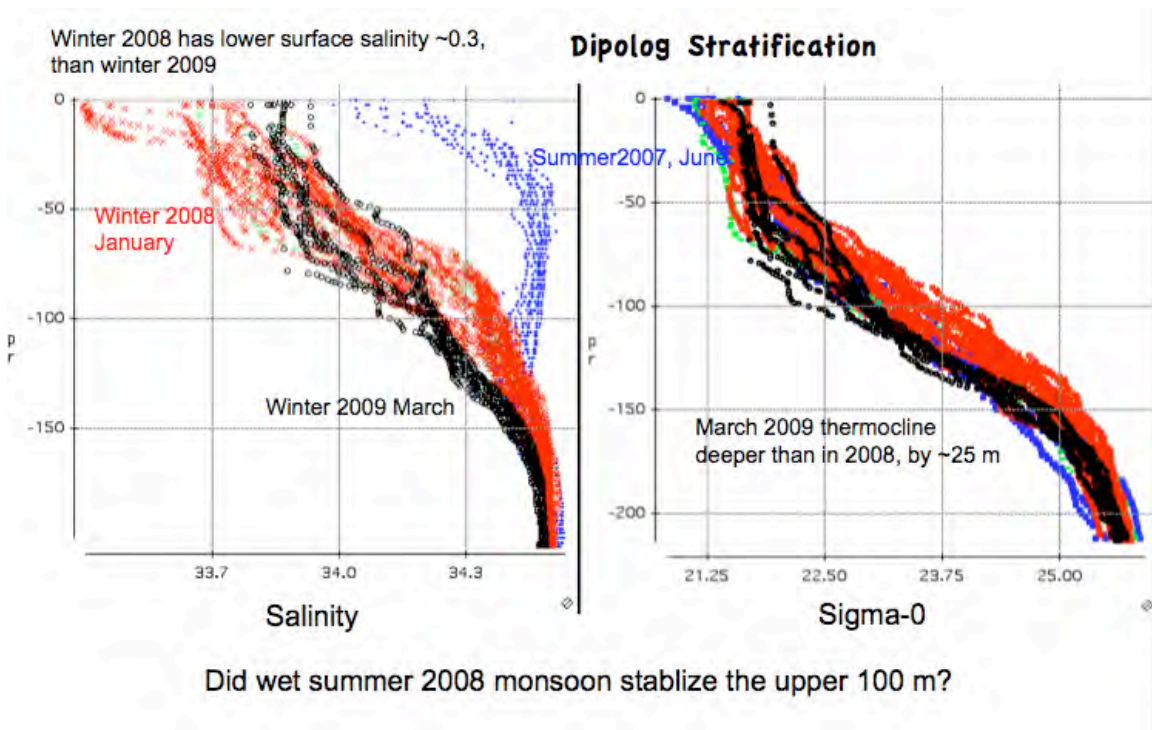 Winter 2008 has lower surface salinity ~0.3,
than winter 2009
Dipolog Stratification
0
-50
-100
-150
p
r
Winter 2008
January
Winter 2009 March
33.7
34.0
34.3
Salinity
Summer2007, June
0
-50
-100
-150
-200
p
r
March 2009 thermocline
deeper than in 2008, by ~25 m
21.25
22.50
23.75
25.00
Sigma-0
Did wet summer 2008 monsoon stablize the upper 100 m?